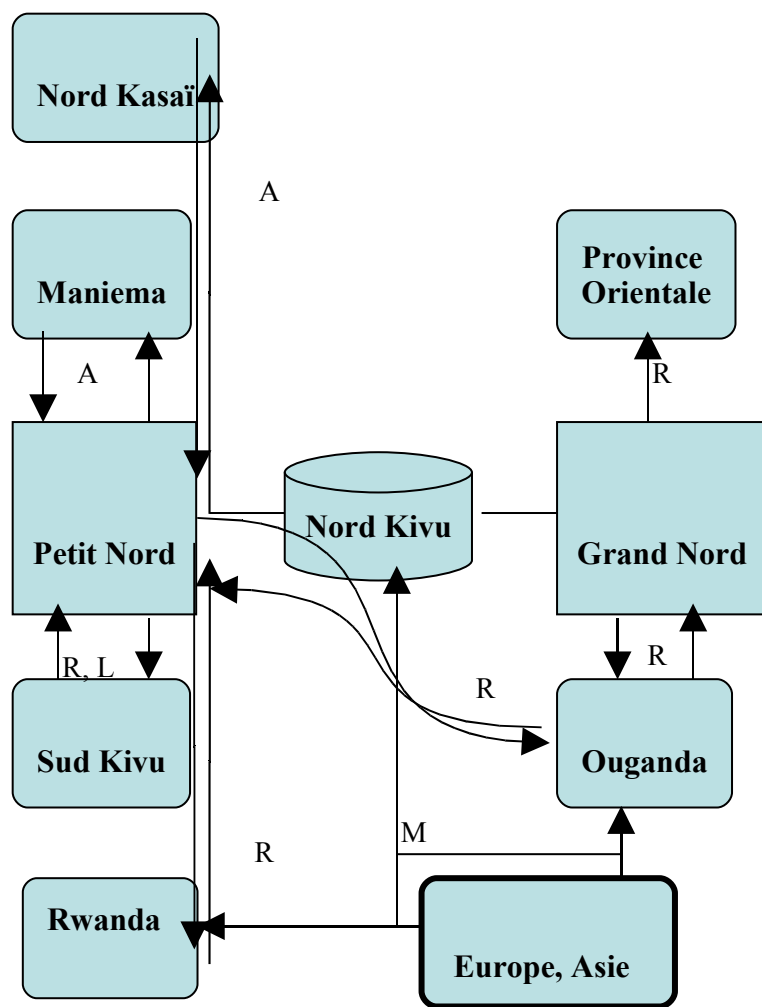 Nord Kasaï
A
Maniema
Province
Orientale
A
R
Nord Kivu
Petit Nord
Grand Nord
R, L
R
R
Sud Kivu
Ouganda
M
R
Rwanda
Europe, Asie